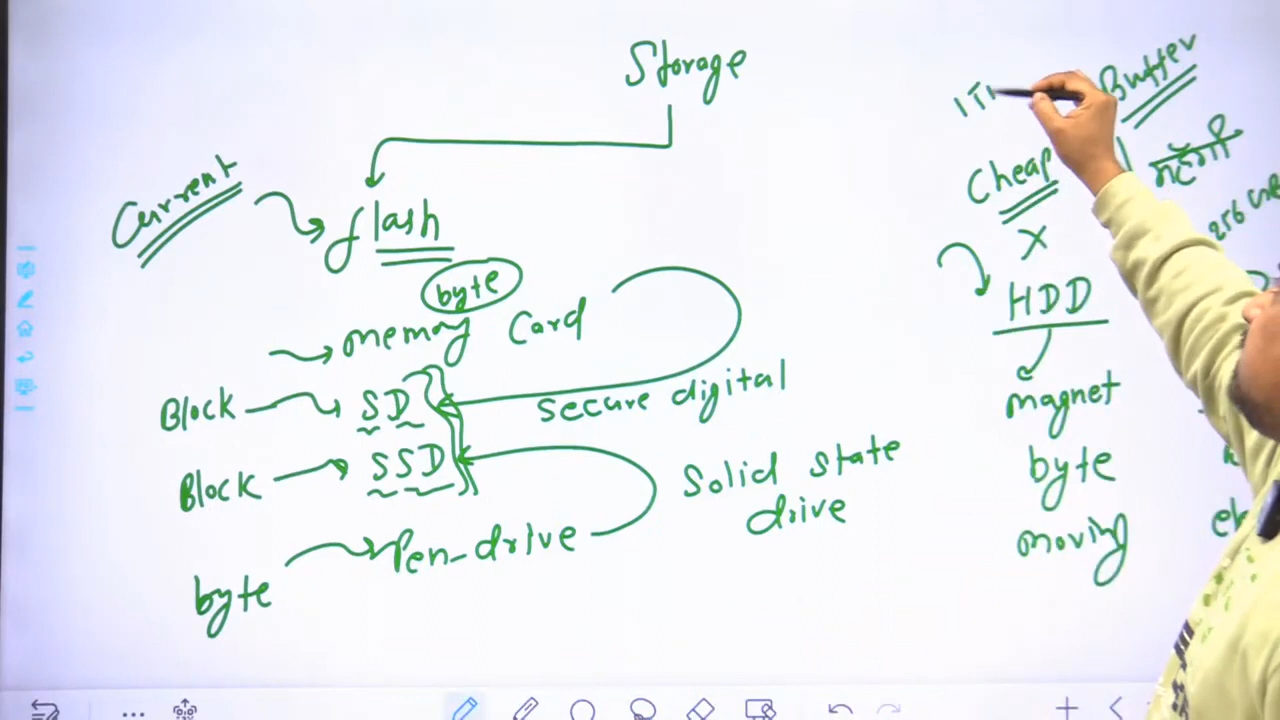 Storage
Current
flash
byte
memory Card
Block SD
Secure digital
Block SSD
Solid State
drive
byte
Pen-drive
Buffer
Cheap
256
X
HDD
magnet
byte
moving